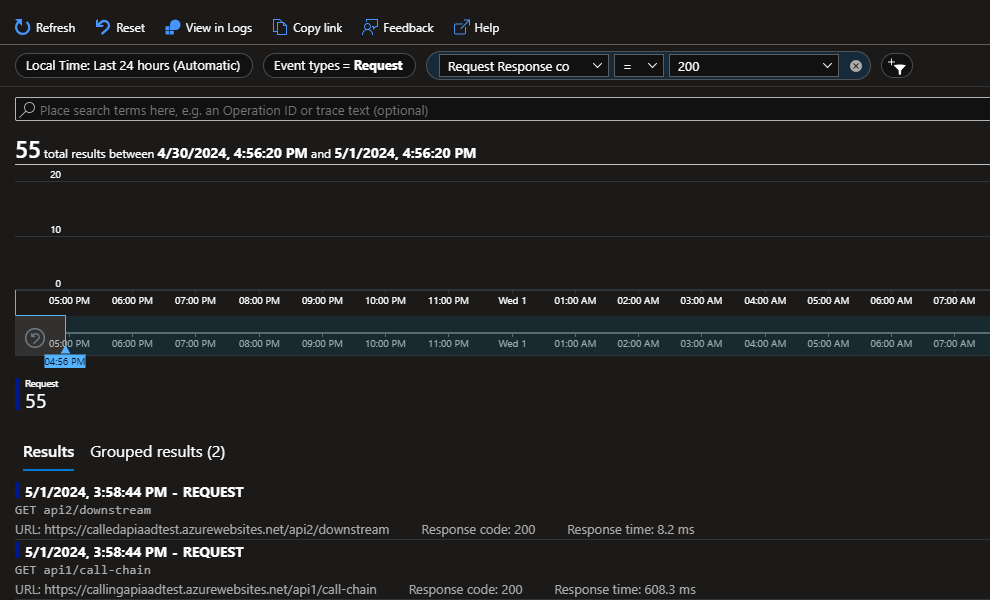 Refresh Reset View in Logs Copy link Feedback Help
Local Time: Last 24 hours (Automatic) Event types = Request Request Response co = 200
Place search terms here, e.g. an Operation ID or trace text (optional)
55 total results between 4/30/2024, 4:56:20 PM and 5/1/2024, 4:56:20 PM
20
10
0
05:00 PM 06:00 PM 07:00 PM 08:00 PM 09:00 PM 10:00 PM 11:00 PM Wed 1 01:00 AM 02:00 AM 03:00 AM 04:00 AM 05:00 AM 06:00 AM 07:00 AM
05:00 PM 06:00 PM 07:00 PM 08:00 PM 09:00 PM 10:00 PM 11:00 PM Wed 1 01:00 AM 02:00 AM 03:00 AM 04:00 AM 05:00 AM 06:00 AM 07:00 AM
04:56 PM
Request
55
Results Grouped results (2)
5/1/2024, 3:58:44 PM - REQUEST
GET api2/downstream
URL: https://calledapiaadtest.azurewebsites.net/api2/downstream Response code: 200 Response time: 8.2 ms
5/1/2024, 3:58:44 PM - REQUEST
GET api1/call-chain
URL: https://callingapiaadtest.azurewebsites.net/api1/call-chain Response code: 200 Response time: 608.3 ms